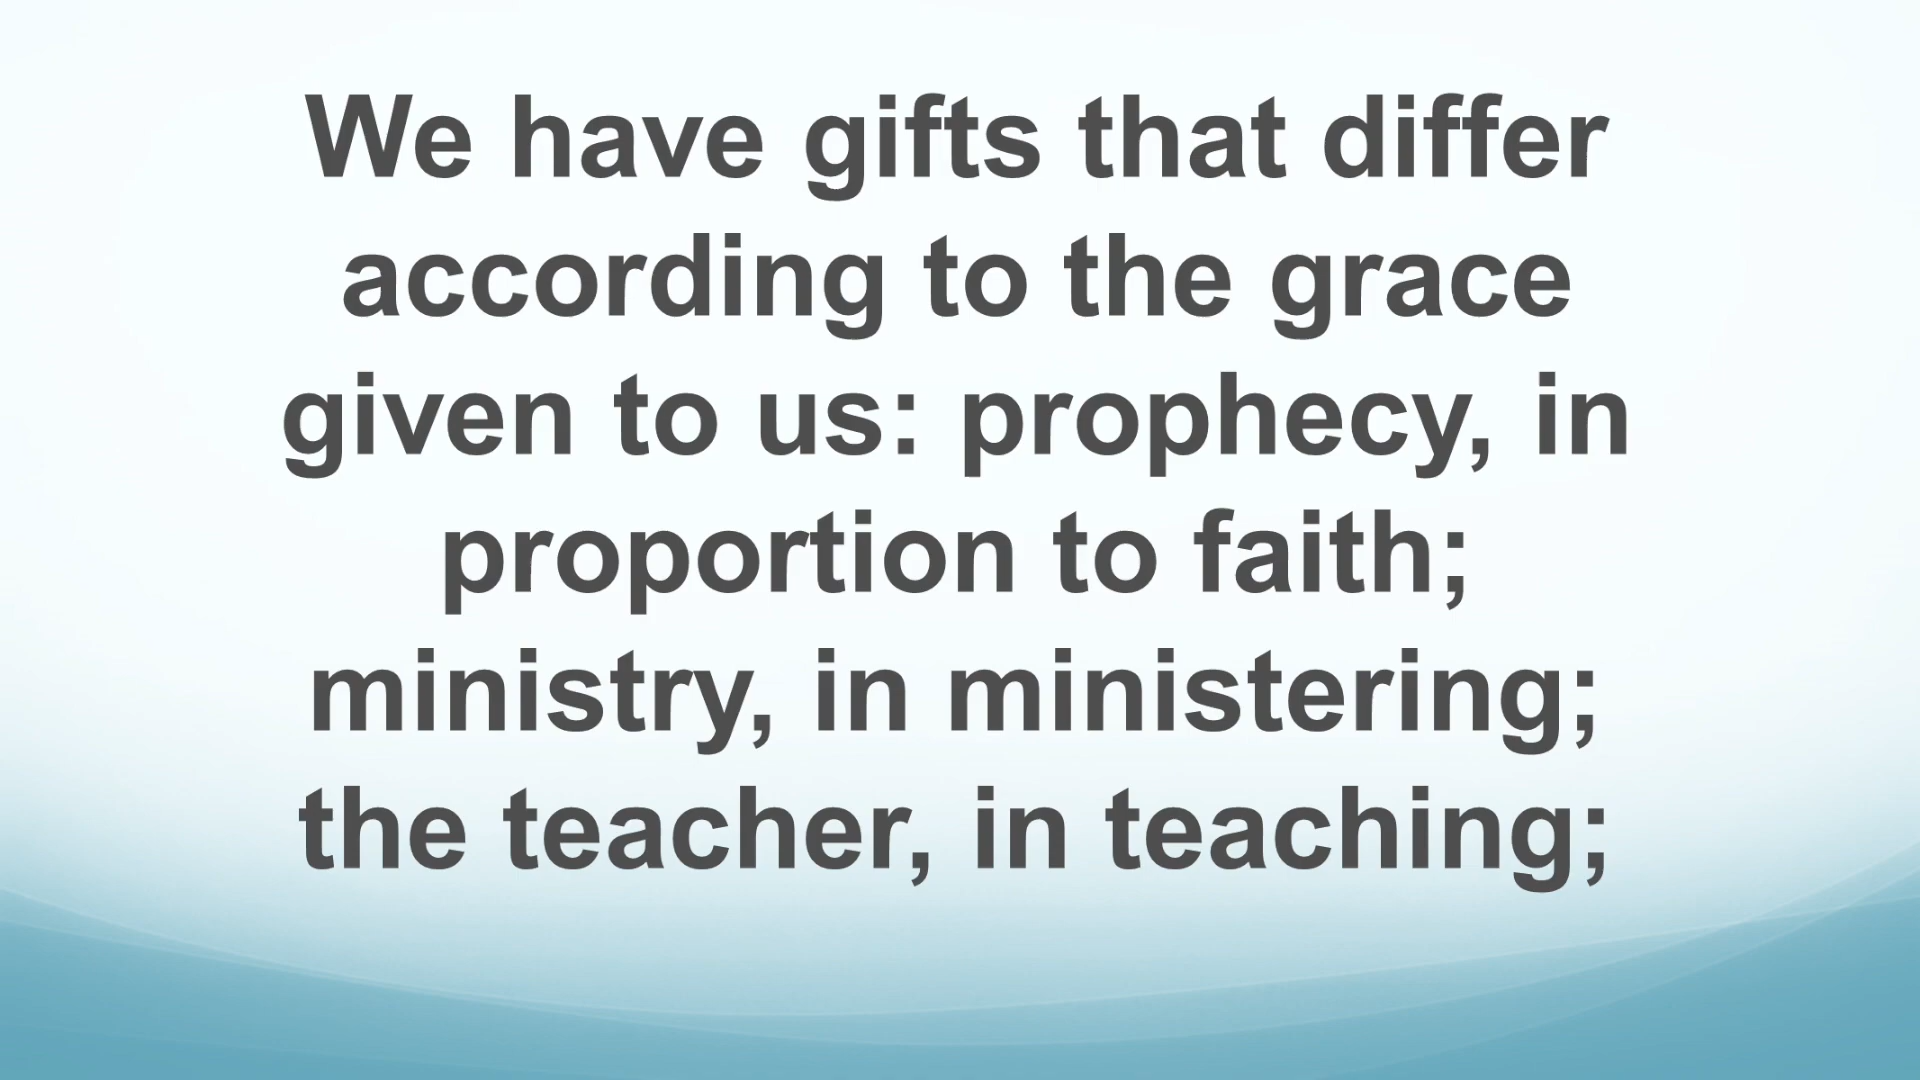 We have gifts that differ
according to the grace
given to us: prophecy, in
proportion to faith;
ministry, in ministering;
the teacher, in teaching;